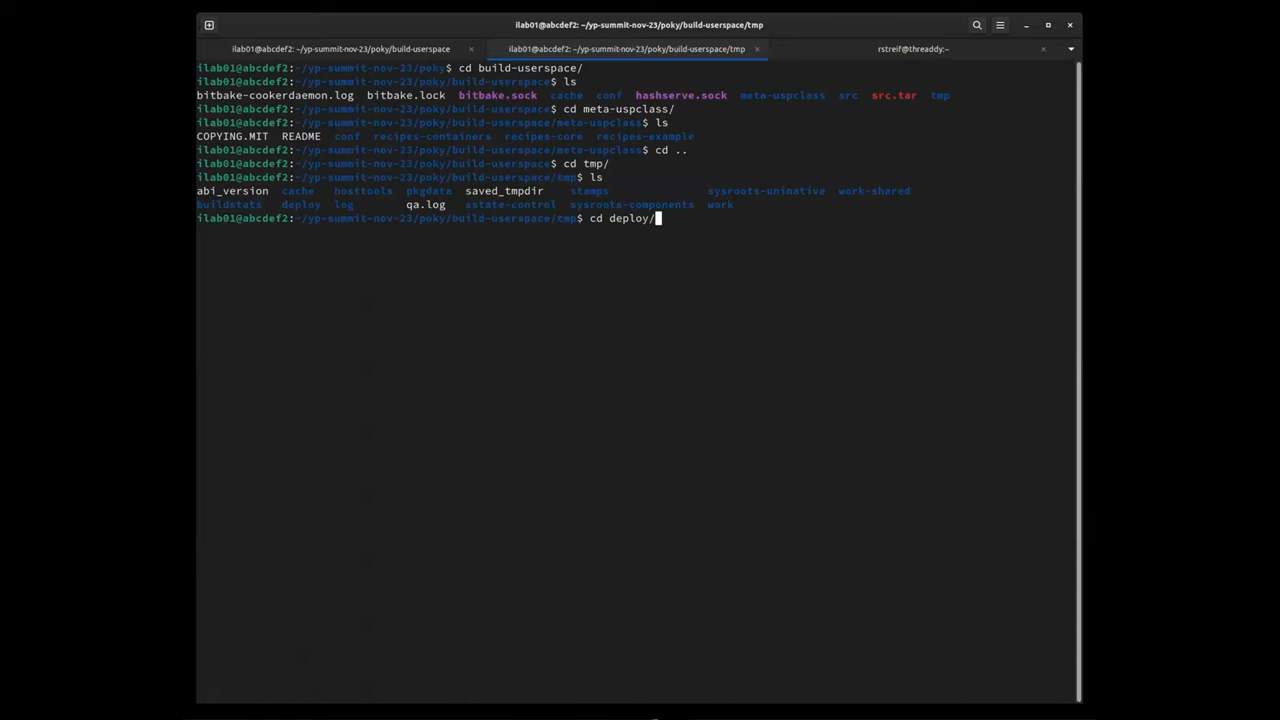 ilab01@abcdef2: ~/yp-summit-nov-23/poky/build-userspace/tmp
ilab01@abcdef2: ~/yp-summit-nov-23/poky/build-userspace ilab01@abcdef2: ~/yp-summit-nov-23/poky/build-userspace/tmp rstreif@threaddy:~
ilab01@abcdef2:~/yp-summit-nov-23/poky$ cd build-userspace/
ilab01@abcdef2:~/yp-summit-nov-23/poky/build-userspace$ ls
bitbake-cookerdaemon.log bitbake.lock bitbake.sock cache conf hashserve.sock meta-uspclass src src.tar tmp
ilab01@abcdef2:~/yp-summit-nov-23/poky/build-userspace$ cd meta-uspclass/
ilab01@abcdef2:~/yp-summit-nov-23/poky/build-userspace/meta-uspclass$ ls
COPYING.MIT README conf recipes-containers recipes-core recipes-example
ilab01@abcdef2:~/yp-summit-nov-23/poky/build-userspace/meta-uspclass$ cd ..
ilab01@abcdef2:~/yp-summit-nov-23/poky/build-userspace$ cd tmp/
ilab01@abcdef2:~/yp-summit-nov-23/poky/build-userspace/tmp$ ls
abi_version cache hosttools pkgdata saved_tmpdir stamps sysroots-uninative work-shared
buildstats deploy log qa.log sstate-control sysroots-components work
ilab01@abcdef2:~/yp-summit-nov-23/poky/build-userspace/tmp$ cd deploy/